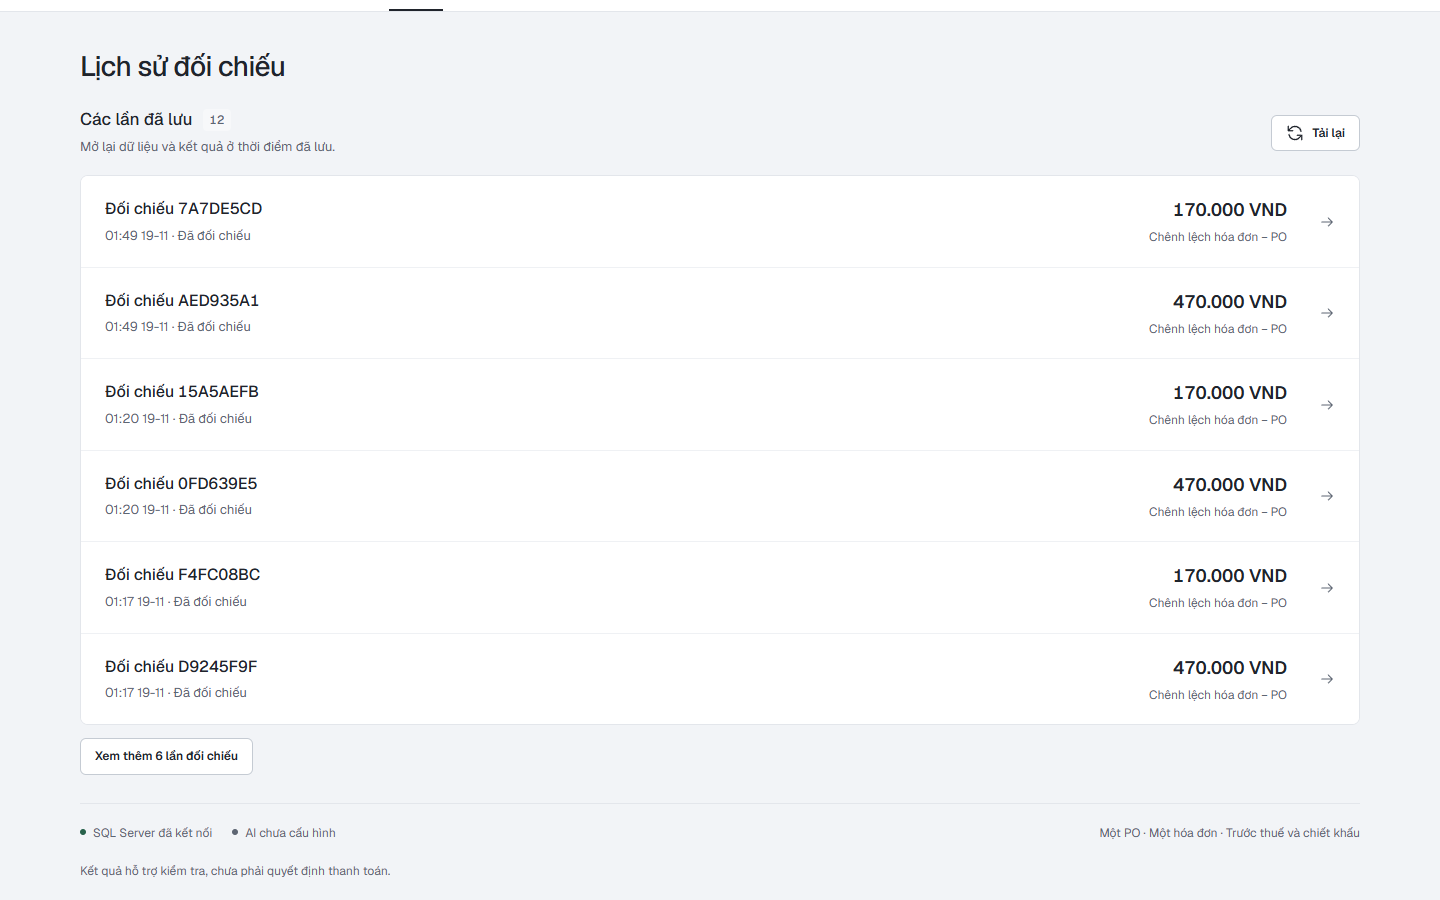 Lịch sử đối chiếu
Các lần đã lưu 12
Mở lại dữ liệu và kết quả ở thời điểm đã lưu.
Tải lại
Đối chiếu 7A7DE5CD
01:49 19-11 · Đã đối chiếu
170.000 VND
Chênh lệch hóa đơn – PO
Đối chiếu AED935A1
01:49 19-11 · Đã đối chiếu
470.000 VND
Chênh lệch hóa đơn – PO
Đối chiếu 15A5AEFB
01:20 19-11 · Đã đối chiếu
170.000 VND
Chênh lệch hóa đơn – PO
Đối chiếu 0FD639E5
01:20 19-11 · Đã đối chiếu
470.000 VND
Chênh lệch hóa đơn – PO
Đối chiếu F4FC08BC
01:17 19-11 · Đã đối chiếu
170.000 VND
Chênh lệch hóa đơn – PO
Đối chiếu D9245F9F
01:17 19-11 · Đã đối chiếu
470.000 VND
Chênh lệch hóa đơn – PO
Xem thêm 6 lần đối chiếu
SQL Server đã kết nối
AI chưa cấu hình
Một PO · Một hóa đơn · Trước thuế và chiết khấu
Kết quả hỗ trợ kiểm tra, chưa phải quyết định thanh toán.